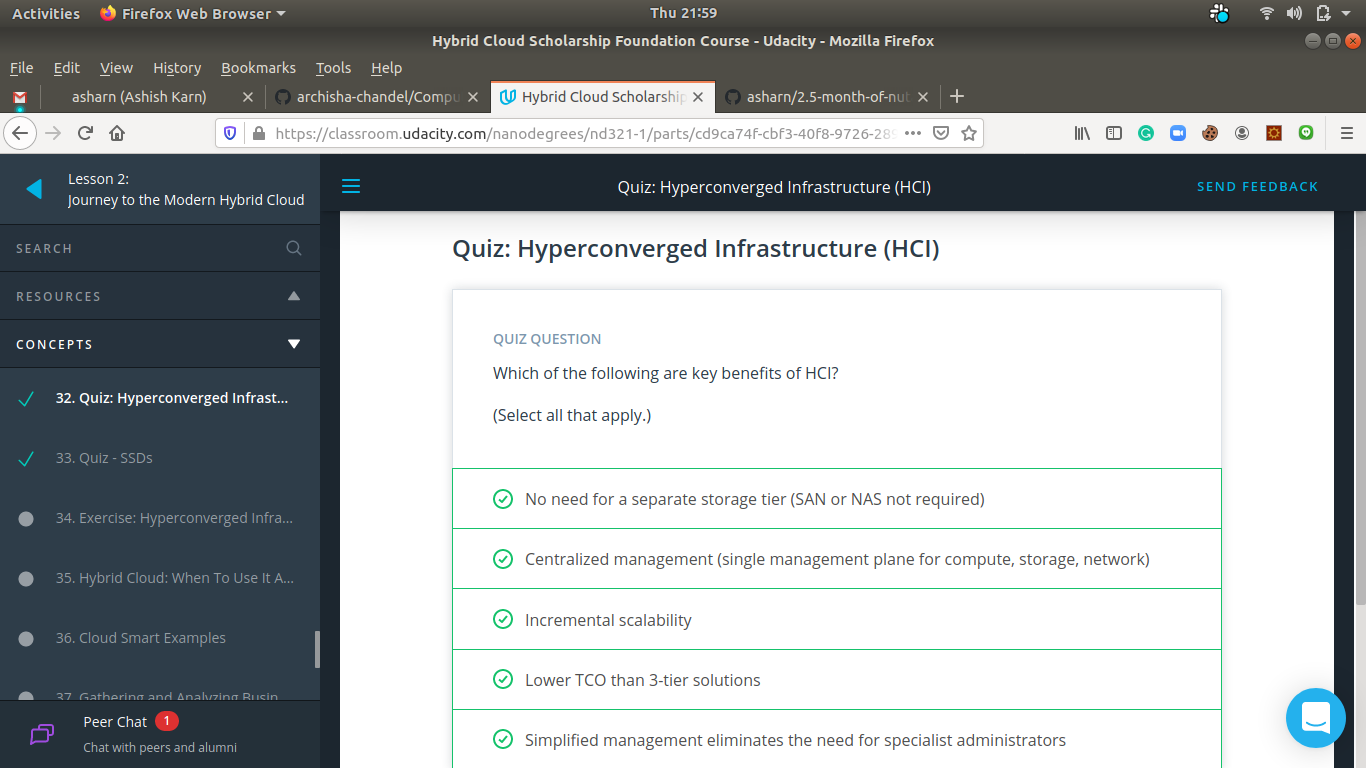 Activities
Firefox Web Browser
Thu 21:59
Hybrid Cloud Scholarship Foundation Course - Udacity - Mozilla Firefox
File Edit View History Bookmarks Tools Help
asharn (Ashish Karn)
archisha-chandel/Compu
Hybrid Cloud Scholarship
asharn/2.5-month-of-nut
https://classroom.udacity.com/nanodegrees/nd321-1/parts/cd9ca74f-cbf3-40f8-9726-289
Lesson 2:
Journey to the Modern Hybrid Cloud
Quiz: Hyperconverged Infrastructure (HCI)
SEND FEEDBACK
SEARCH
RESOURCES
CONCEPTS
32. Quiz: Hyperconverged Infrast...
33. Quiz - SSDs
34. Exercise: Hyperconverged Infra...
35. Hybrid Cloud: When To Use It A...
36. Cloud Smart Examples
37. Gathering and Analyzing Busin
Peer Chat 1
Chat with peers and alumni
Quiz: Hyperconverged Infrastructure (HCI)
QUIZ QUESTION
Which of the following are key benefits of HCI?
(Select all that apply.)
No need for a separate storage tier (SAN or NAS not required)
Centralized management (single management plane for compute, storage, network)
Incremental scalability
Lower TCO than 3-tier solutions
Simplified management eliminates the need for specialist administrators